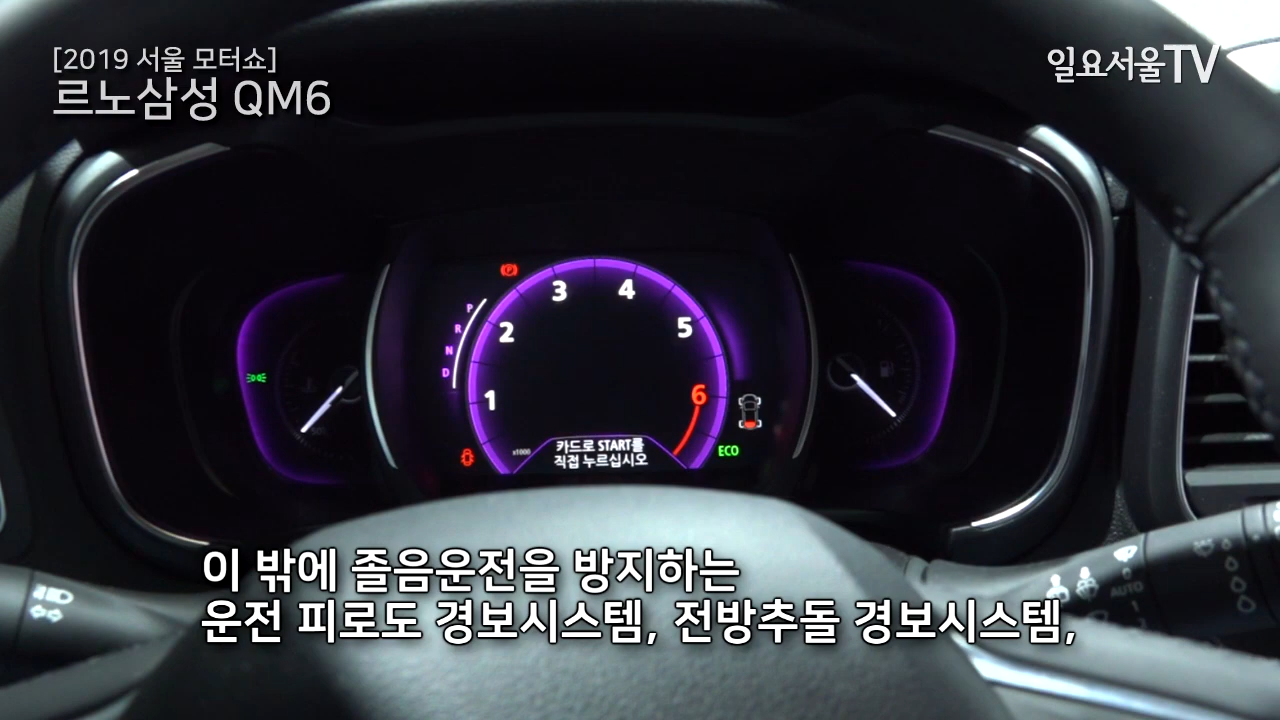 [2019 서울 모터쇼]
르노삼성 QM6
일요서울TV
P
R
N
D
1
2
3
4
5
6
x1000
ECO
카드로 START를
직접 누르십시오
AUTO
1
이 밖에 졸음운전을 방지하는
운전 피로도 경보시스템, 전방추돌 경보시스템,